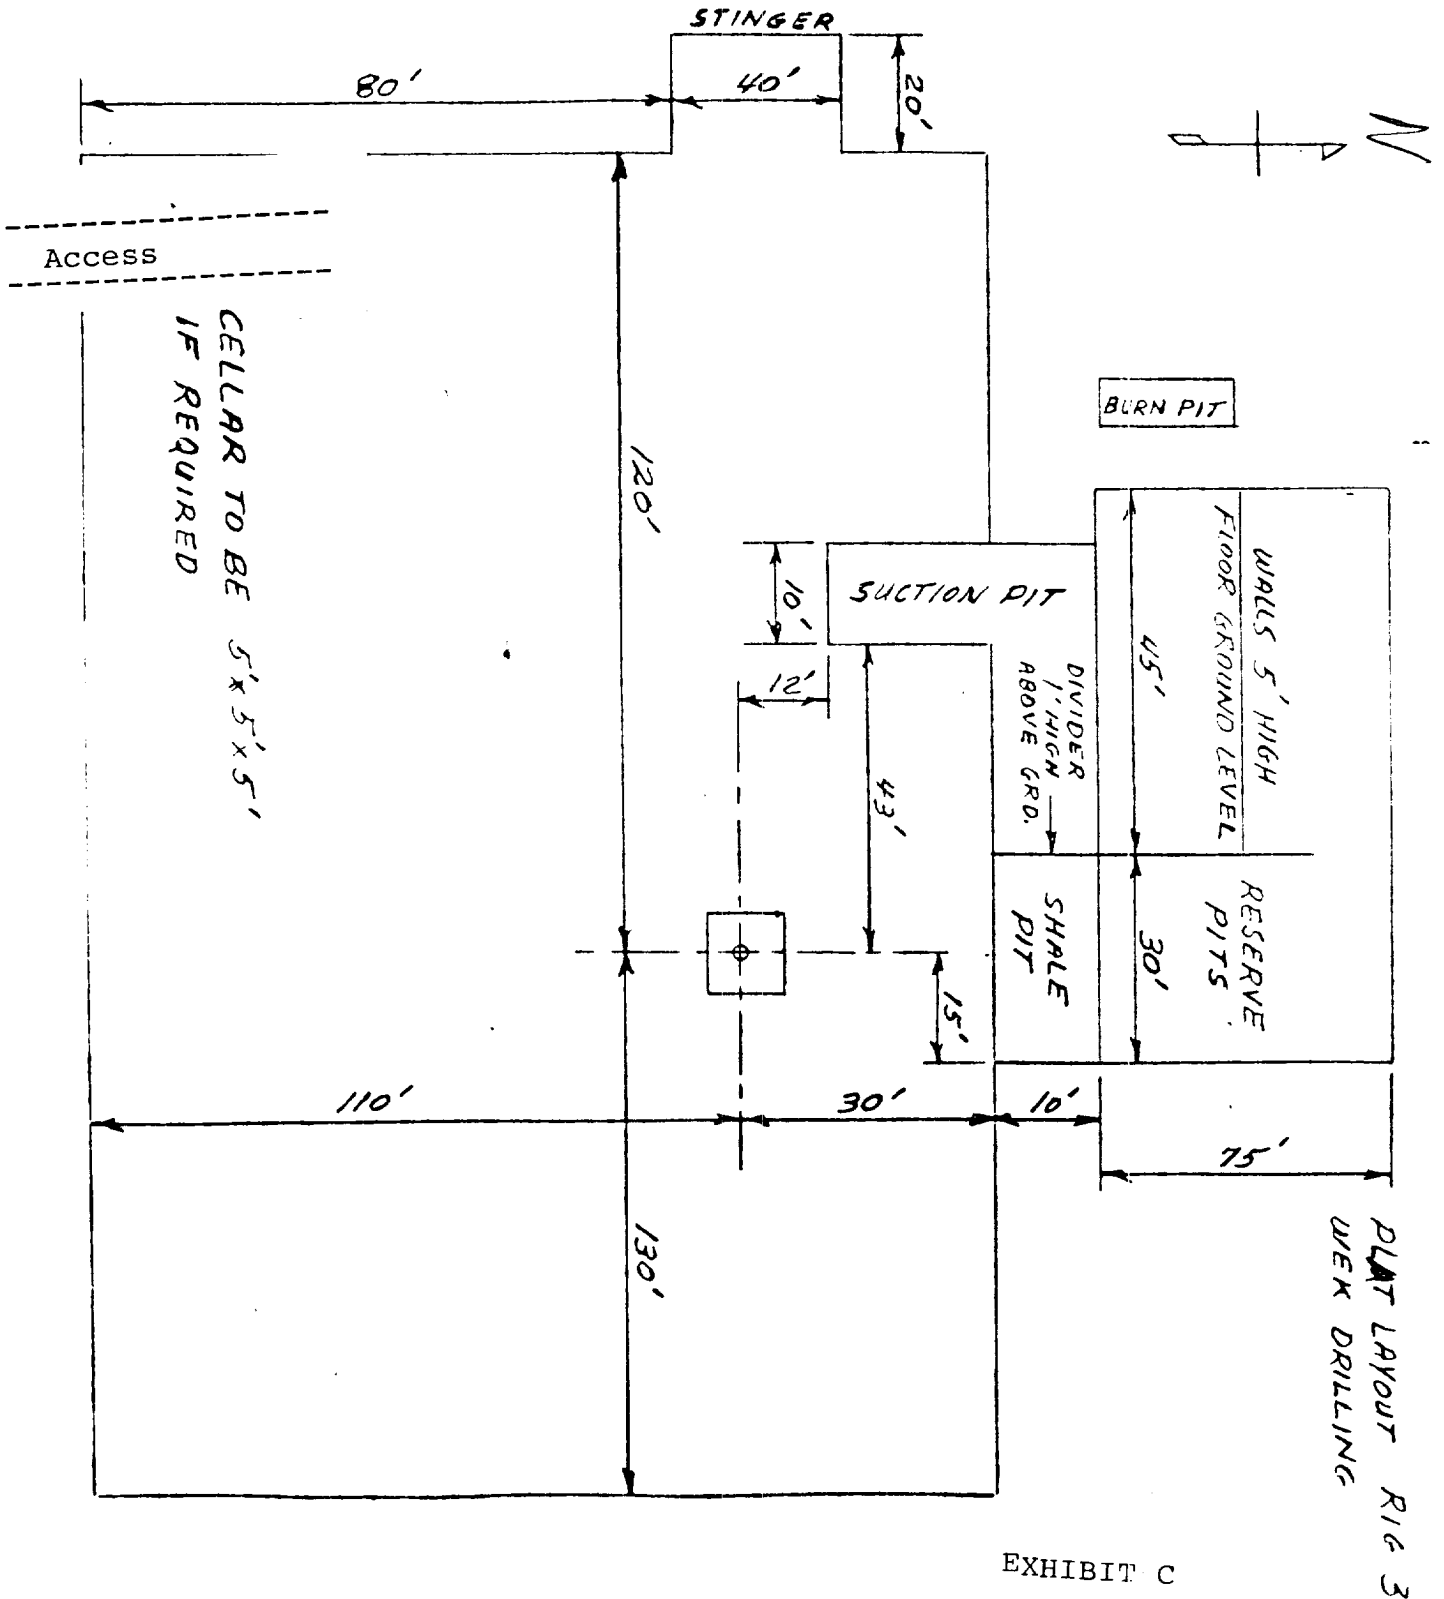 STINGER
80'
40'
20'
N
Access
CELLAR TO BE 5'x 5'x 5'
IF REQUIRED
BURN PIT
120'
10'
SUCTION PIT
WALLS 5' HIGH
FLOOR GROUND LEVEL
45'
12'
DIVIDER
1' HIGH
ABOVE GRD.
43'
SHALE
PIT
30'
RESERVE
PITS
15'
110'
30'
10'
75'
130'
PLAT LAYOUT RIG 3
WEK DRILLING
EXHIBIT C